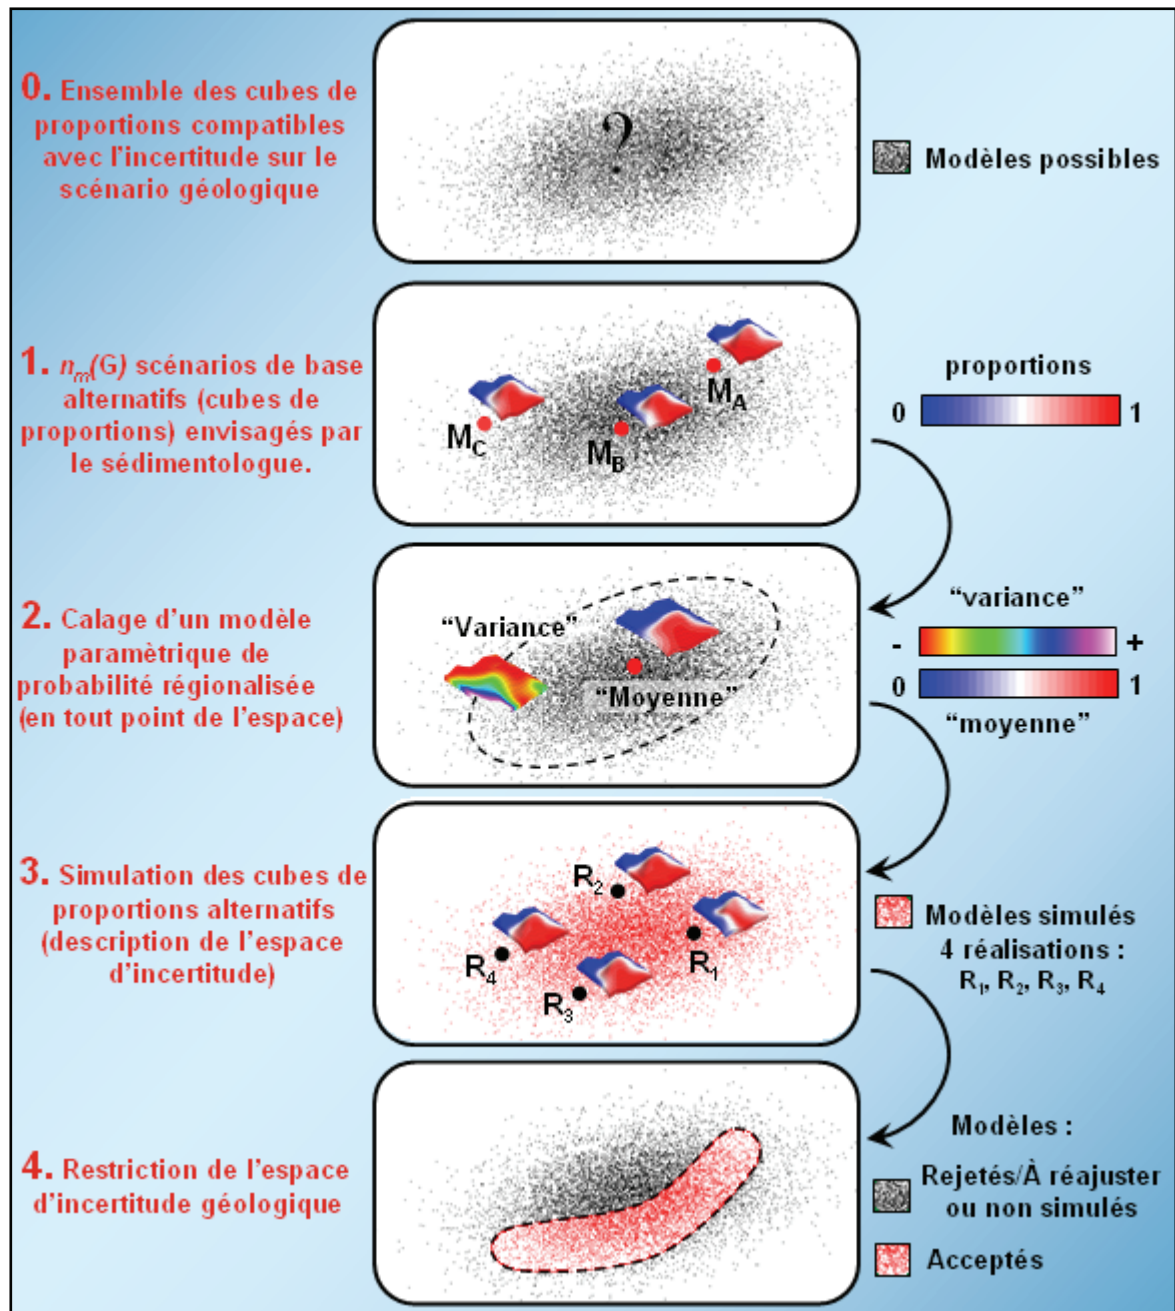 0. Ensemble des cubes de
proportions compatibles
avec l'incertitude sur le
scénario géologique
?
Modèles possibles
1. nm(G) scénarios de base
alternatifs (cubes de
proportions) envisagés par
le sédimentologue.
MA
MB
MC
proportions
0 1
2. Calage d'un modèle
paramètrique de
probabilité régionalisée
(en tout point de l'espace)
"Variance"
"Moyenne"
"variance"
- +
0 1
"moyenne"
3. Simulation des cubes de
proportions alternatifs
(description de l'espace
d'incertitude)
R2
R1
R4
R3
Modèles simulés
4 réalisations :
R1, R2, R3, R4
4. Restriction de l'espace
d'incertitude géologique
Modèles :
Rejetés/À réajuster
ou non simulés
Acceptés